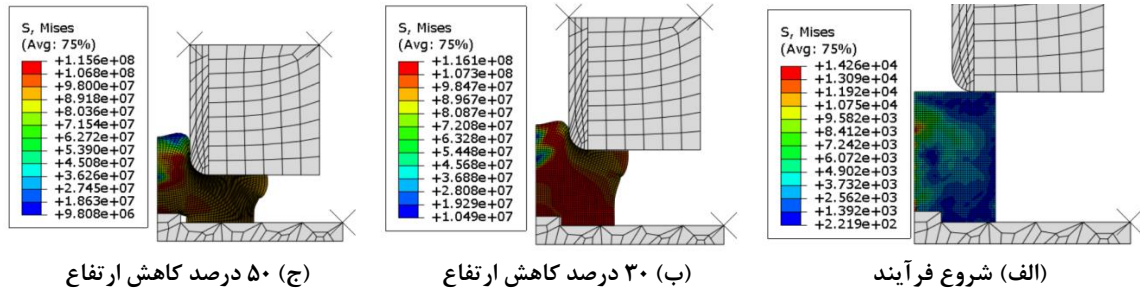 S, Mises
(Avg: 75%)
+1.426e+04
+1.309e+04
+1.192e+04
+1.075e+04
+9.582e+03
+8.412e+03
+7.242e+03
+6.072e+03
+4.902e+03
+3.732e+03
+2.562e+03
+1.392e+03
+2.219e+02
(الف) شروع فرآیند
S, Mises
(Avg: 75%)
+1.161e+08
+1.073e+08
+9.847e+07
+8.967e+07
+8.087e+07
+7.208e+07
+6.328e+07
+5.448e+07
+4.568e+07
+3.688e+07
+2.808e+07
+1.929e+07
+1.049e+07
(ب) ۳۰ درصد کاهش ارتفاع
S, Mises
(Avg: 75%)
+1.156e+08
+1.068e+08
+9.800e+07
+8.918e+07
+8.036e+07
+7.154e+07
+6.272e+07
+5.390e+07
+4.508e+07
+3.626e+07
+2.745e+07
+1.863e+07
+9.808e+06
(ج) ۵۰ درصد کاهش ارتفاع